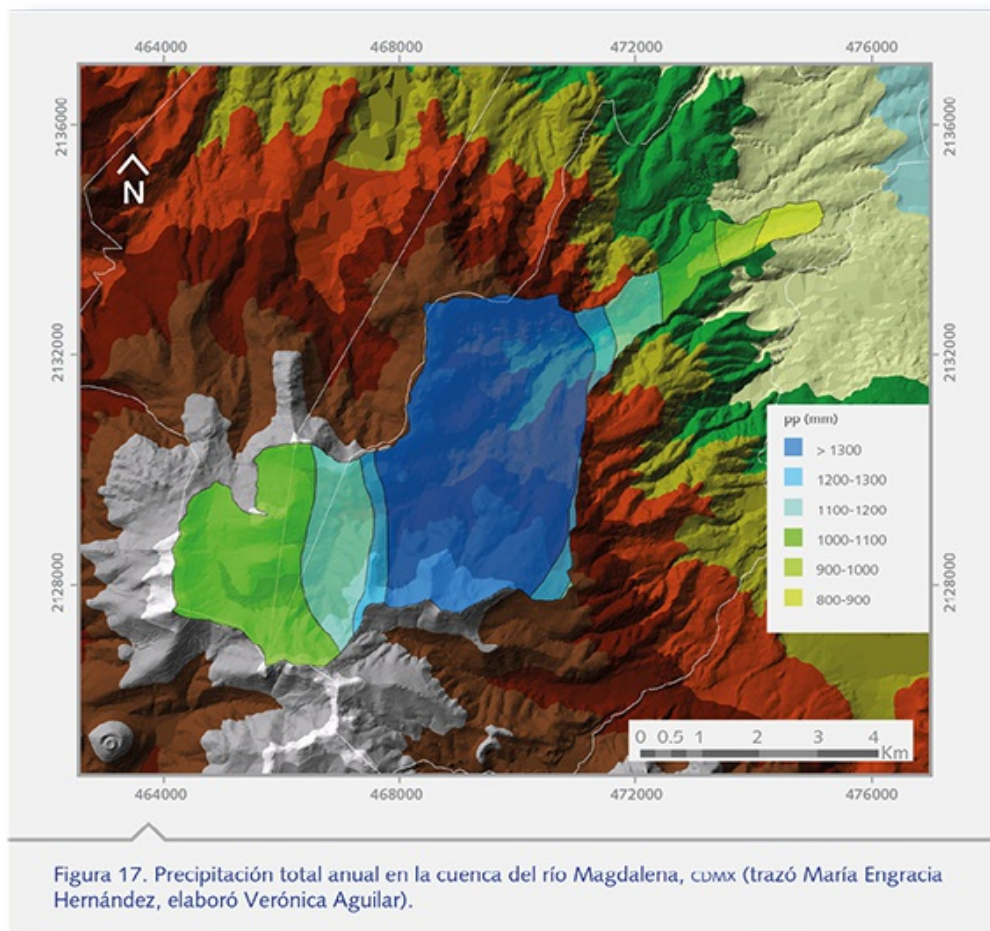 464000 468000 472000 476000
2136000 2136000
N
2132000 2132000
pp (mm)
> 1300
1200-1300
1100-1200
1000-1100
900-1000
800-900
2128000 2128000
0 0.5 1 2 3 4
Km
464000 468000 472000 476000
Figura 17. Precipitación total anual en la cuenca del río Magdalena, CDMX (trazó María Engracia
Hernández, elaboró Verónica Aguilar).